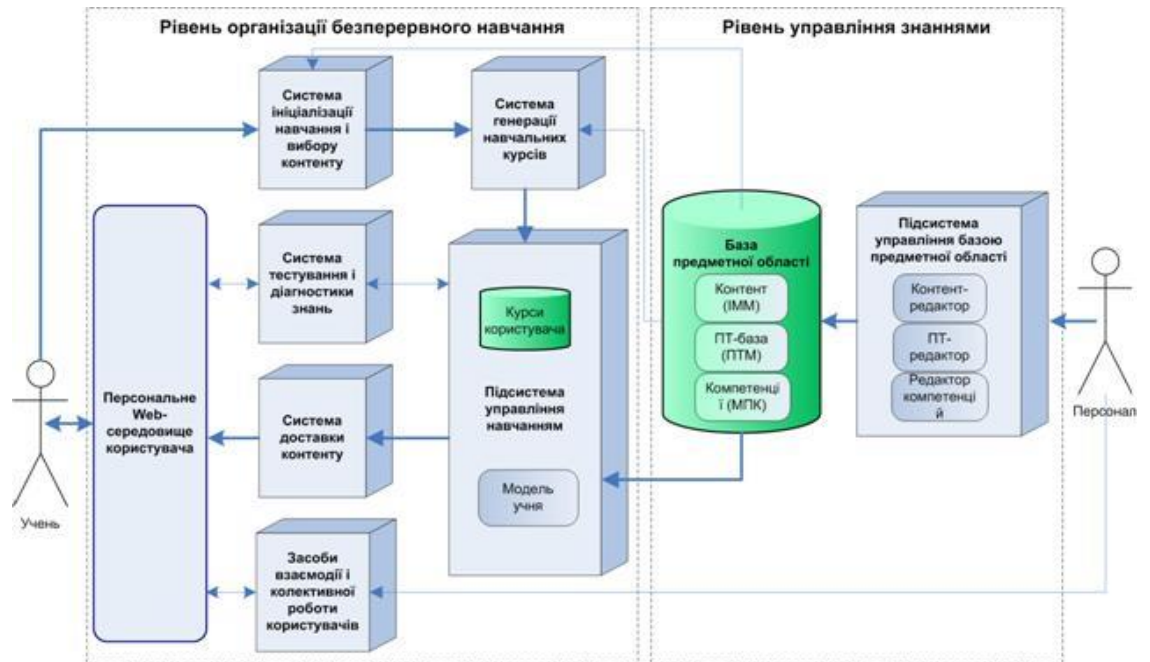 Рівень організації безперервного навчання
Рівень управління знаннями
Система
ініціалізації
навчання і
вибору
контенту
Система
генерації
навчальних
курсів
База
предметної області
Контент
(ІММ)
ПТ-база
(ПТМ)
Компетенці
ї (МПК)
Підсистема
управління базою
предметної області
Контент-
редактор
ПТ-
редактор
Редактор
компетенці
й
Персонал
Система
тестування і
діагностики
знань
Курси
користувача
Підсистема
управління
навчанням
Модель
учня
Персональне
Web-
середовище
користувача
Система
доставки
контенту
Учень
Засоби
взаємодії і
колективної
роботи
користувачів